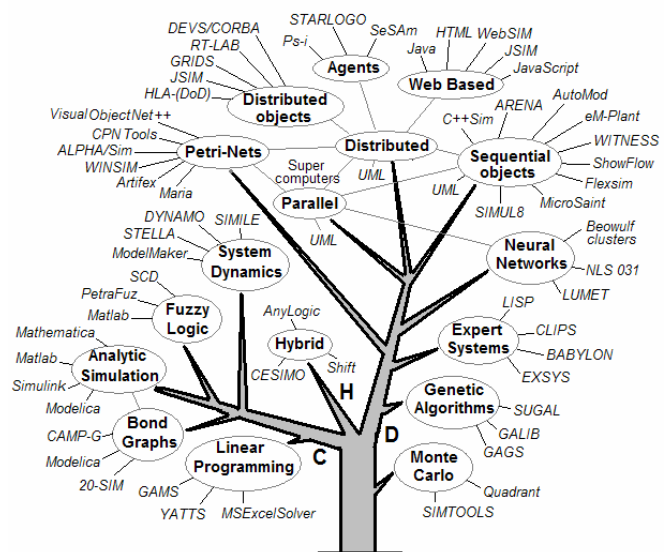 DEVS/CORBA
RT-LAB
GRIDS
JSIM
HLA-(DoD)
Distributed
objects
STARLOGO
Ps-i
SeSAm
Agents
HTML
WebSIM
Java
JSIM
JavaScript
Web Based
VisualObjectNet++
CPN Tools
ALPHA/Sim
WINSIM
Artifex
Maria
Petri-Nets
Distributed
UML
Super
computers
Parallel
UML
C++Sim
ARENA
AutoMod
eM-Plant
WITNESS
ShowFlow
Flexsim
MicroSaint
SIMUL8
UML
Sequential
objects
DYNAMO
SIMILE
STELLA
ModelMaker
System
Dynamics
Beowulf
clusters
NLS 031
LUMET
Neural
Networks
SCD
PetraFuz
Matlab
Fuzzy
Logic
AnyLogic
Hybrid
CESIMO
Shift
LISP
CLIPS
BABYLON
EXSYS
Expert
Systems
Mathematica
Matlab
Simulink
Modelica
Analytic
Simulation
H
D
C
Genetic
Algorithms
SUGAL
GALIB
GAGS
CAMP-G
Modelica
20-SIM
Bond
Graphs
Linear
Programming
GAMS
YATTS
MSExcelSolver
Monte
Carlo
Quadrant
SIMTOOLS